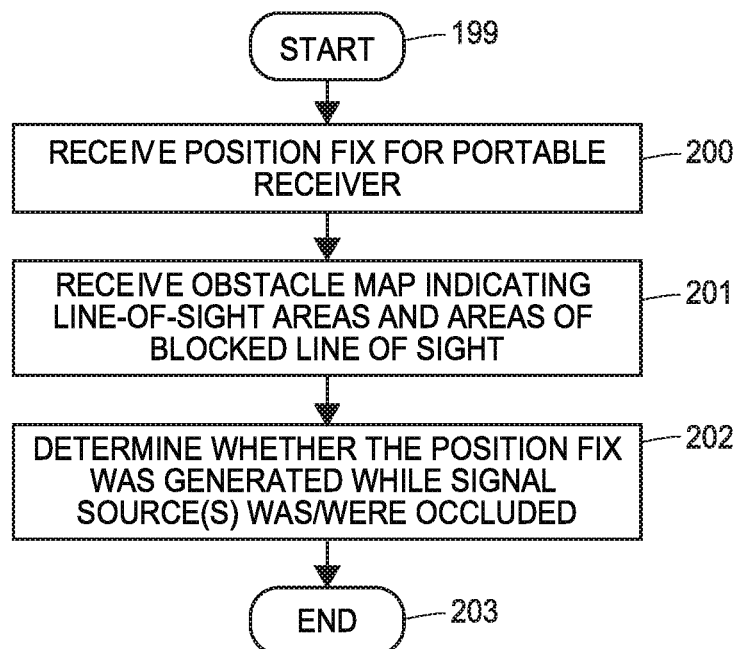 START
199
RECEIVE POSITION FIX FOR PORTABLE
RECEIVER
200
RECEIVE OBSTACLE MAP INDICATING
LINE-OF-SIGHT AREAS AND AREAS OF
BLOCKED LINE OF SIGHT
201
DETERMINE WHETHER THE POSITION FIX
WAS GENERATED WHILE SIGNAL
SOURCE(S) WAS/WERE OCCLUDED
202
END
203